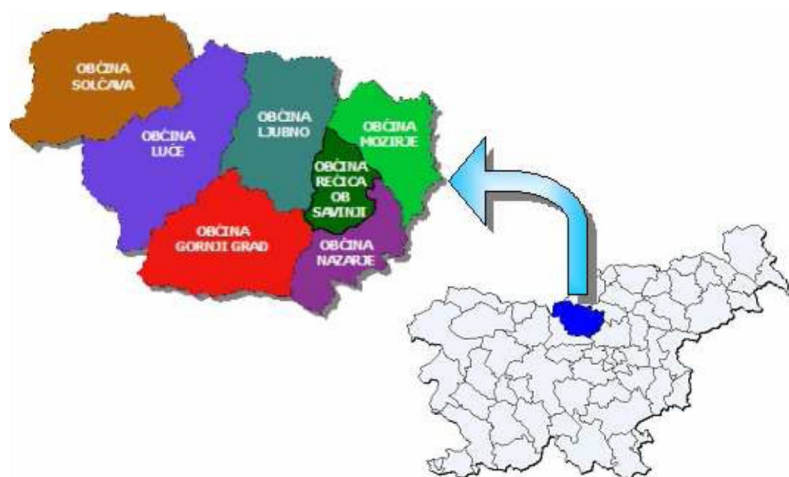 OBČINA
SOLČAVA
OBČINA
LUČE
OBČINA
LJUBNO
OBČINA
MOZIRJE
OBČINA
REČICA
OB
SAVINJI
OBČINA
GORNJI GRAD
OBČINA
NAZARJE